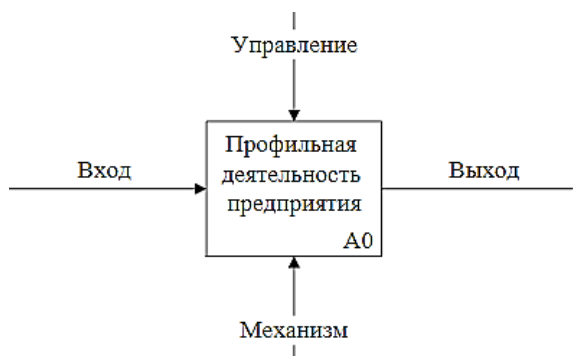 Управление
Профильная
Вход
деятельность
Выход
предприятия
А0
Механизм